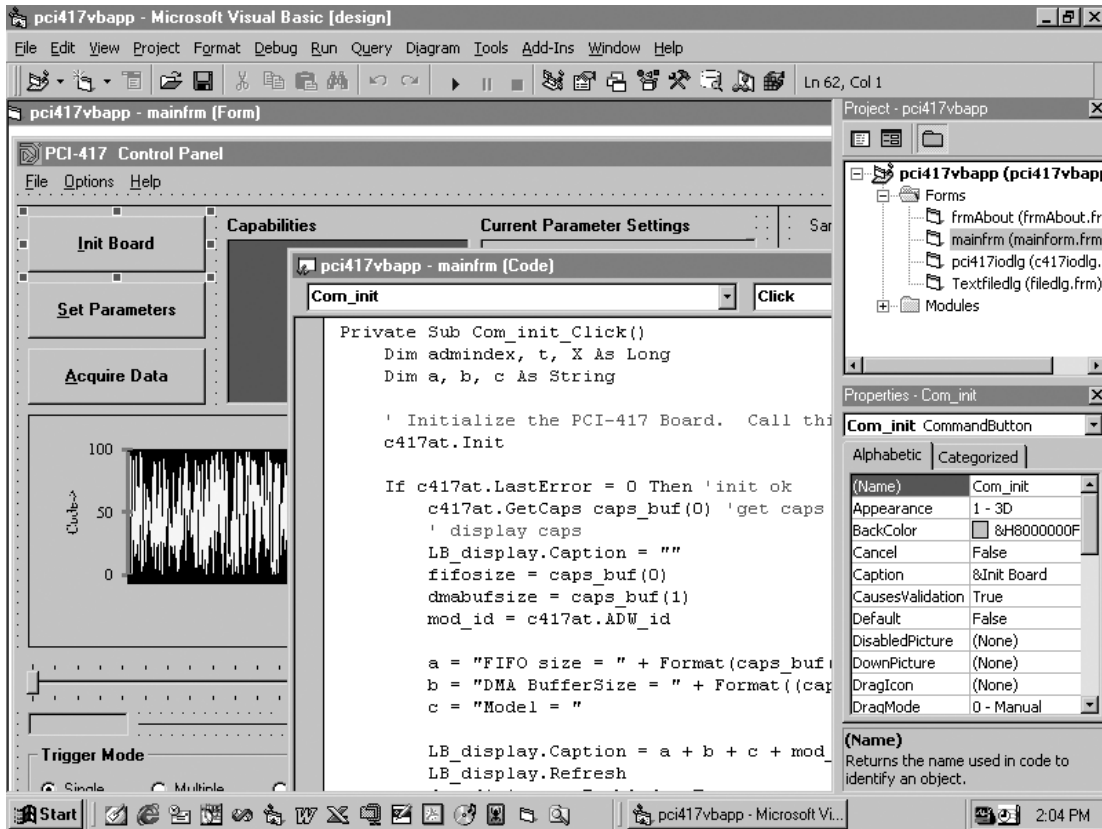 pci417vbapp - Microsoft Visual Basic [design]
File Edit View Project Format Debug Run Query Diagram Tools Add-Ins Window Help
Ln 62, Col 1
pci417vbapp - mainfrm (Form)
PCI-417 Control Panel
File Options Help
Init Board
Set Parameters
Acquire Data
Capabilities
Current Parameter Settings
Sar
100
50
0
Code->
Trigger Mode
Single Multiple
pci417vbapp - mainfrm (Code)
Com_init Click
Private Sub Com_init_Click()
Dim admindex, t, X As Long
Dim a, b, c As String
' Initialize the PCI-417 Board. Call thi
c417at.Init
If c417at.LastError = 0 Then 'init ok
c417at.GetCaps caps_buf(0) 'get caps
' display caps
LB_display.Caption = ""
fifosize = caps_buf(0)
dmabufsize = caps_buf(1)
mod_id = c417at.ADW_id
a = "FIFO size = " + Format(caps_buf(
b = "DMA BufferSize = " + Format((cap
c = "Model = "
LB_display.Caption = a + b + c + mod_
LB_display.Refresh
Project - pci417vbapp
pci417vbapp (pci417vbapp
Forms
frmAbout (frmAbout.fr
mainfrm (mainform.frm
pci417iodlg (c417iodlg.
Textfiledlg (filedlg.frm)
Modules
Properties - Com_init
Com_init CommandButton
Alphabetic Categorized
(Name) Com_init
Appearance 1 - 3D
BackColor &H8000000F
Cancel False
Caption &Init Board
CausesValidation True
Default False
DisabledPicture (None)
DownPicture (None)
DragIcon (None)
DragMode 0 - Manual
(Name)
Returns the name used in code to
identify an object.
Start
pci417vbapp - Microsoft Vi...
2:04 PM